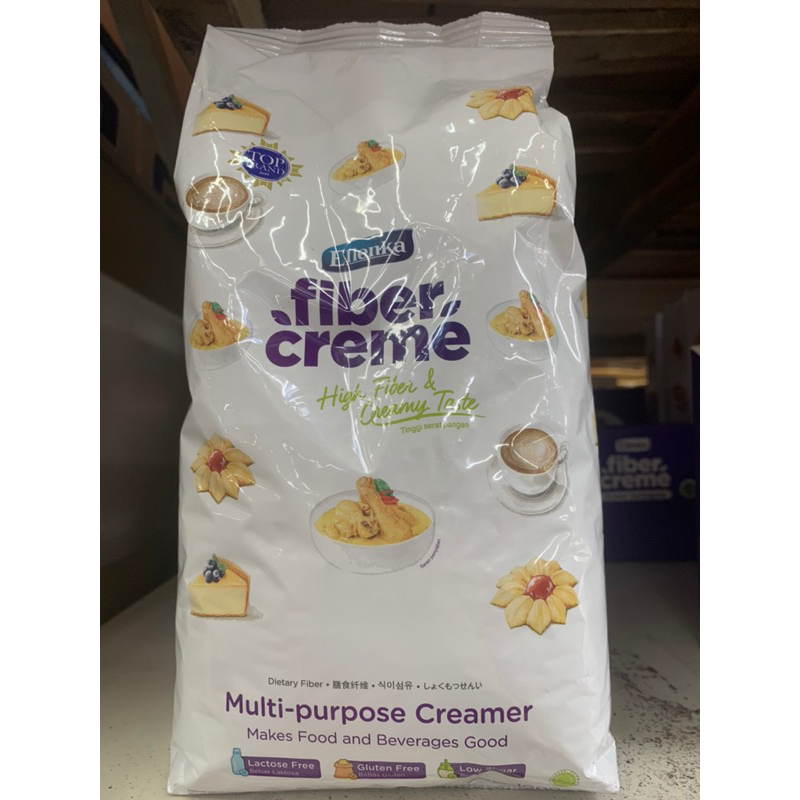 TOP
BRAND
Ellenka
fiber
creme
High Fiber &
Creamy Taste
Tinggi serat pangan
Dietary Fiber • 膳食纤维 • 식이섬유 • しょくもつせんい
Multi-purpose Creamer
Makes Food and Beverages Good
Lactose Free
Bebas Laktosa
Gluten Free
Bebas Gluten
Low Sugar
Ellenka
fiber
creme